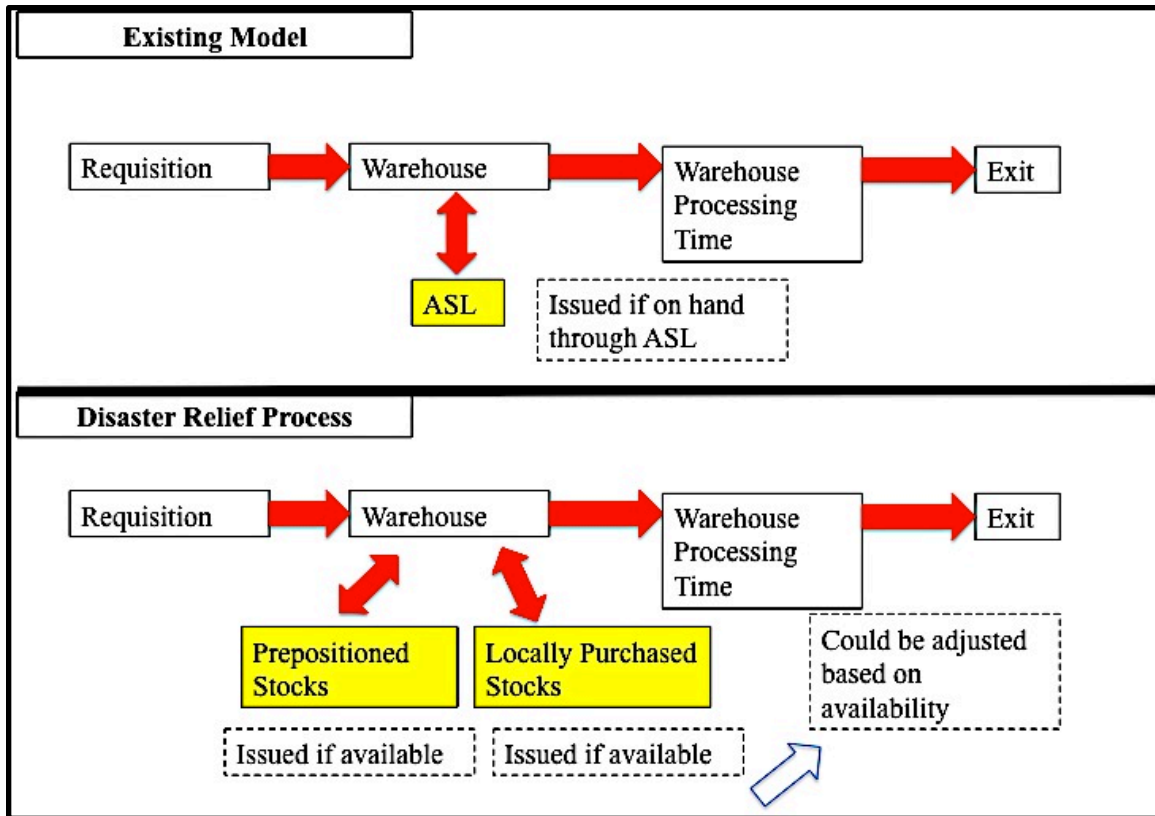 Existing Model
Requisition
Warehouse
Warehouse
Processing
Time
Exit
ASL
Issued if on hand
through ASL
Disaster Relief Process
Requisition
Warehouse
Warehouse
Processing
Time
Exit
Prepositioned
Stocks
Locally Purchased
Stocks
Could be adjusted
based on
availability
Issued if available
Issued if available